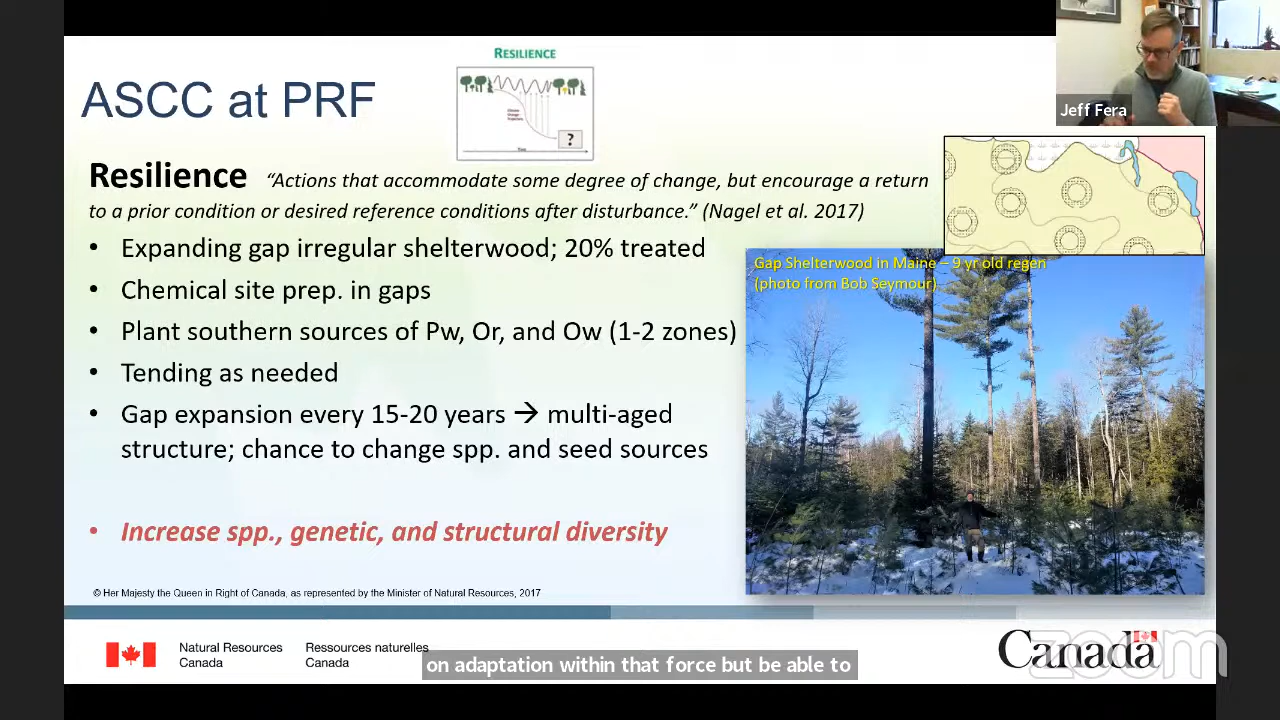 RESILIENCE
ASCC at PRF
?
Jeff Fera
Resilience "Actions that accommodate some degree of change, but encourage a return
to a prior condition or desired reference conditions after disturbance." (Nagel et al. 2017)
• Expanding gap irregular shelterwood; 20% treated
• Chemical site prep. in gaps
• Plant southern sources of Pw, Or, and Ow (1-2 zones)
• Tending as needed
• Gap expansion every 15-20 years → multi-aged
structure; chance to change spp. and seed sources
• Increase spp., genetic, and structural diversity
Gap Shelterwood in Maine – 9 yr old regen
(photo from Bob Seymour)
© Her Majesty the Queen in Right of Canada, as represented by the Minister of Natural Resources, 2017
Natural Resources
Canada
Ressources naturelles
Canada
on adaptation within that force but be able to
Canada
zoom